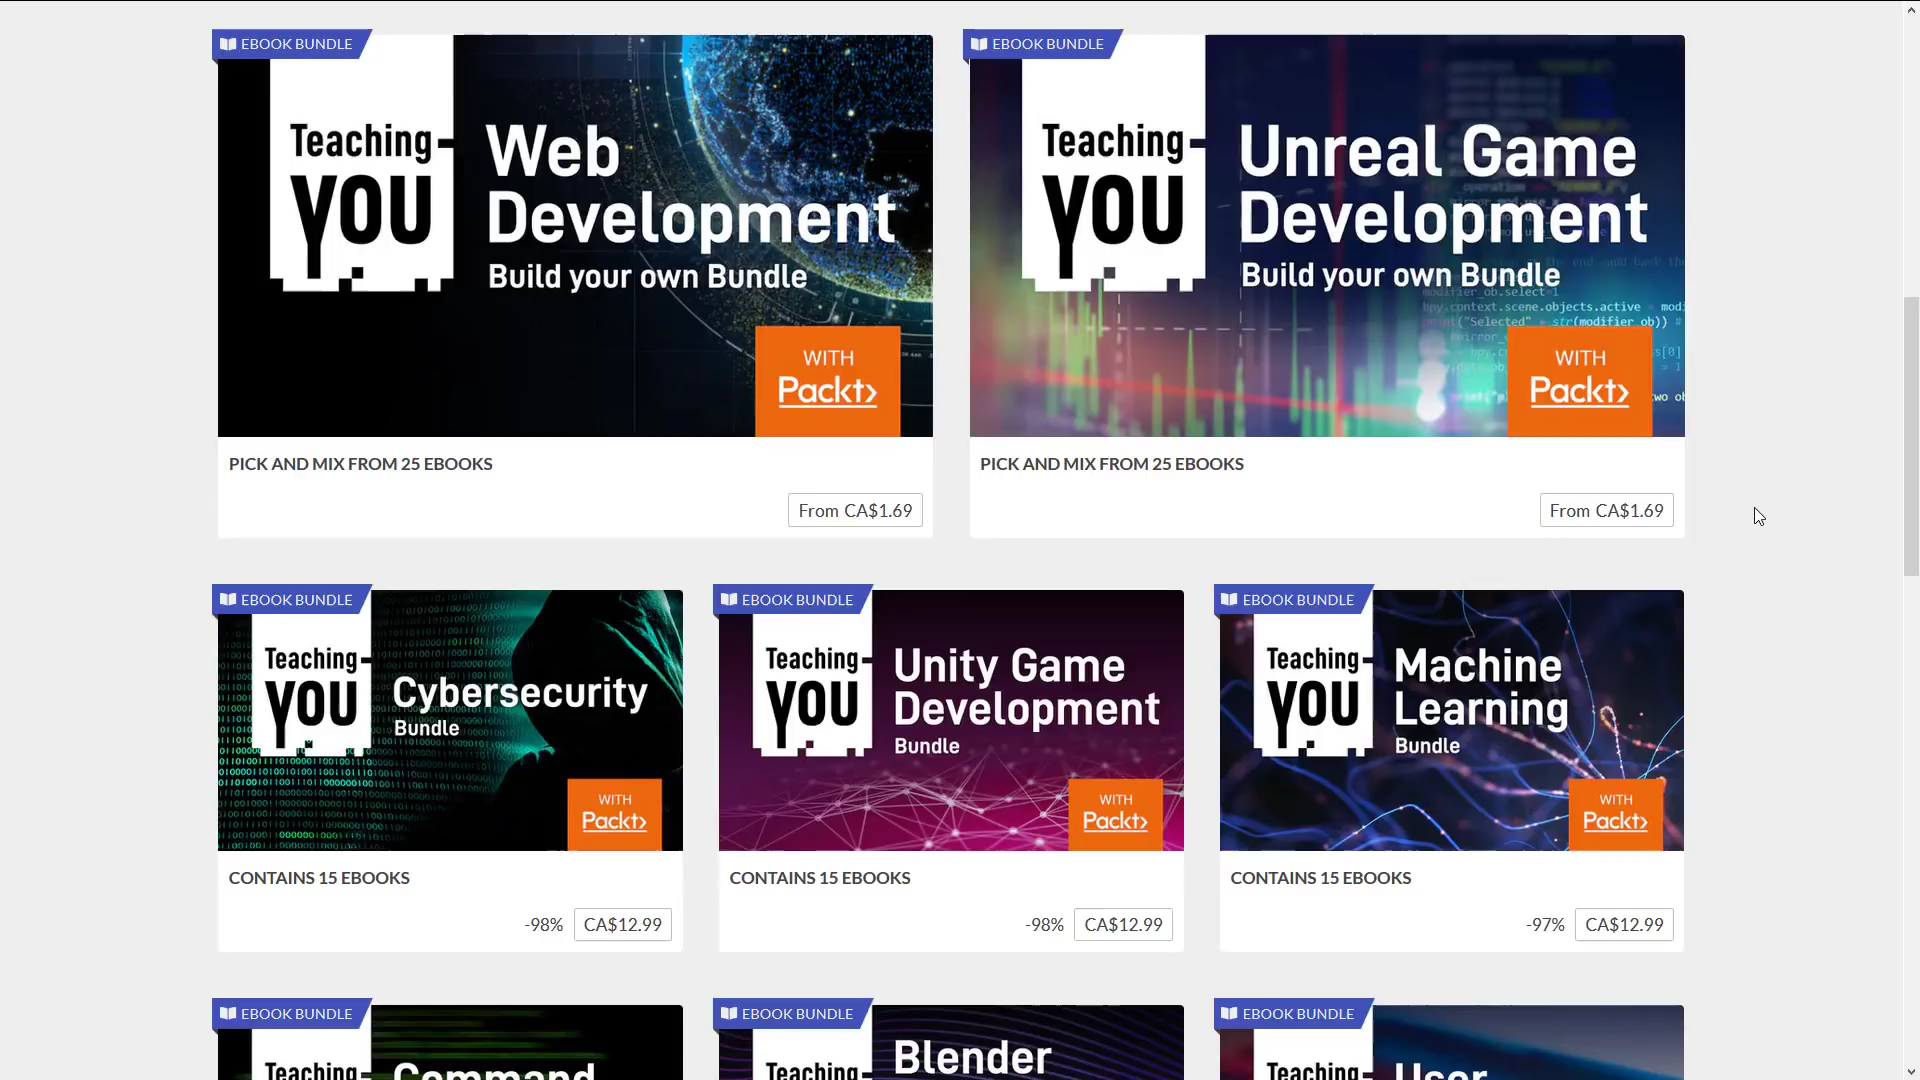 EBOOK BUNDLE
Teaching-
YOU
Web
Development
Build your own Bundle
WITH
Packt>
PICK AND MIX FROM 25 EBOOKS
From CA$1.69
EBOOK BUNDLE
Teaching-
YOU
Unreal Game
Development
Build your own Bundle
WITH
Packt>
PICK AND MIX FROM 25 EBOOKS
From CA$1.69
EBOOK BUNDLE
Teaching-
YOU
Cybersecurity
Bundle
WITH
Packt>
CONTAINS 15 EBOOKS
-98% CA$12.99
EBOOK BUNDLE
Teaching-
YOU
Unity Game
Development
Bundle
WITH
Packt>
CONTAINS 15 EBOOKS
-98% CA$12.99
EBOOK BUNDLE
Teaching-
YOU
Machine
Learning
Bundle
WITH
Packt>
CONTAINS 15 EBOOKS
-97% CA$12.99
EBOOK BUNDLE
Teaching-
Command
EBOOK BUNDLE
Teaching-
Blender
EBOOK BUNDLE
Teaching-
User